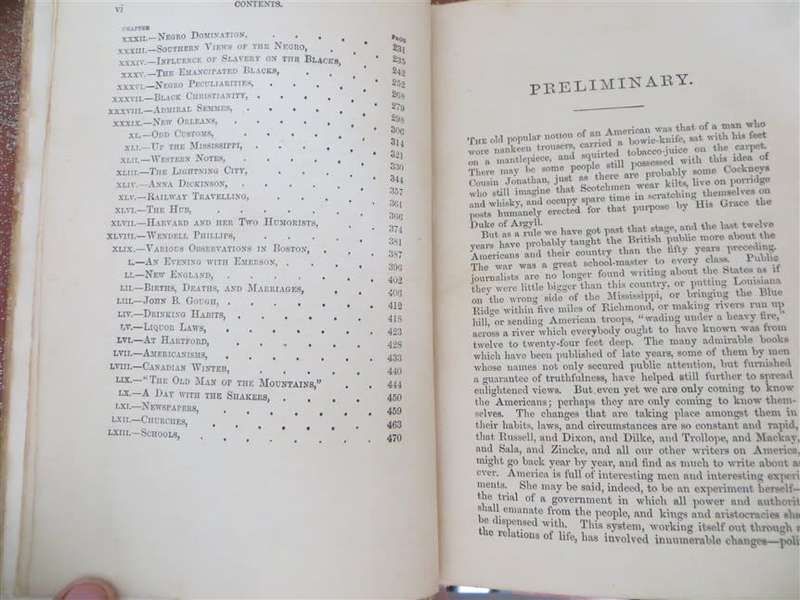 vi
CONTENTS.
CHAPTER PAGE
XXXII.—NEGRO DOMINATION, 231
XXXIII.—SOUTHERN VIEWS OF THE NEGRO, 235
XXXIV.—INFLUENCE OF SLAVERY ON THE BLACKS, 242
XXXV.—THE EMANCIPATED BLACKS, 252
XXXVI.—NEGRO PECULIARITIES, 268
XXXVII.—BLACK CHRISTIANITY, 279
XXXVIII.—ADMIRAL SEMMES, 298
XXXIX.—NEW ORLEANS, 306
XL.—ODD CUSTOMS, 314
XLI.—UP THE MISSISSIPPI, 321
XLII.—WESTERN NOTES, 330
XLIII.—THE LIGHTNING CITY, 344
XLIV.—ANNA DICKINSON, 357
XLV.—RAILWAY TRAVELLING, 361
XLVI.—THE HUB, 366
XLVII.—HARVARD AND HER TWO HUMORISTS, 374
XLVIII.—WENDELL PHILLIPS, 381
XLIX.—VARIOUS OBSERVATIONS IN BOSTON, 387
L.—AN EVENING WITH EMERSON, 396
LI.—NEW ENGLAND, 402
LII.—BIRTHS, DEATHS, AND MARRIAGES, 408
LIII.—JOHN B. GOUGH, 412
LIV.—DRINKING HABITS, 418
LV.—LIQUOR LAWS, 423
LVI.—AT HARTFORD, 428
LVII.—AMERICANISMS, 433
LVIII.—CANADIAN WINTER, 440
LIX.—"THE OLD MAN OF THE MOUNTAINS," 444
LX.—A DAY WITH THE SHAKERS, 450
LXI.—NEWSPAPERS, 459
LXII.—CHURCHES, 463
LXIII.—SCHOOLS, 470
PRELIMINARY.
THE old popular notion of an American was that of a man who
wore nankeen trousers, carried a bowie-knife, sat with his feet
on a mantlepiece, and squirted tobacco-juice on the carpet.
There may be some people still possessed with this idea of
Cousin Jonathan, just as there are probably some Cockneys
who still imagine that Scotchmen wear kilts, live on porridge
and whisky, and occupy spare time in scratching themselves on
posts humanely erected for that purpose by His Grace the
Duke of Argyll.
But as a rule we have got past that stage, and the last twelve
years have probably taught the British public more about the
Americans and their country than the fifty years preceding.
The war was a great school-master to every class. Public
journalists are no longer found writing about the States as if
they were little bigger than this country, or putting Louisiana
on the wrong side of the Mississippi, or bringing the Blue
Ridge within five miles of Richmond, or making rivers run up
hill, or sending American troops, "wading under a heavy fire,"
across a river which everybody ought to have known was from
twelve to twenty-four feet deep. The many admirable books
which have been published of late years, some of them by men
whose names not only secured public attention, but furnished
a guarantee of truthfulness, have helped still further to spread
enlightened views. But even yet we are only coming to know
the Americans; perhaps they are only coming to know them-
selves. The changes that are taking place amongst them in
their habits, laws, and circumstances are so constant and rapid,
that Russell, and Dixon, and Dilke, and Trollope, and Mackay,
and Sala, and Zincke, and all our other writers on America,
might go back year by year, and find as much to write about a
ever. America is full of interesting men and interesting experi
ments. She may be said, indeed, to be an experiment herself—
the trial of a government in which all power and authorit
shall emanate from the people, and kings and aristocracies sha
be dispensed with. This system, working itself out through
the relations of life, has involved innumerable changes—poli